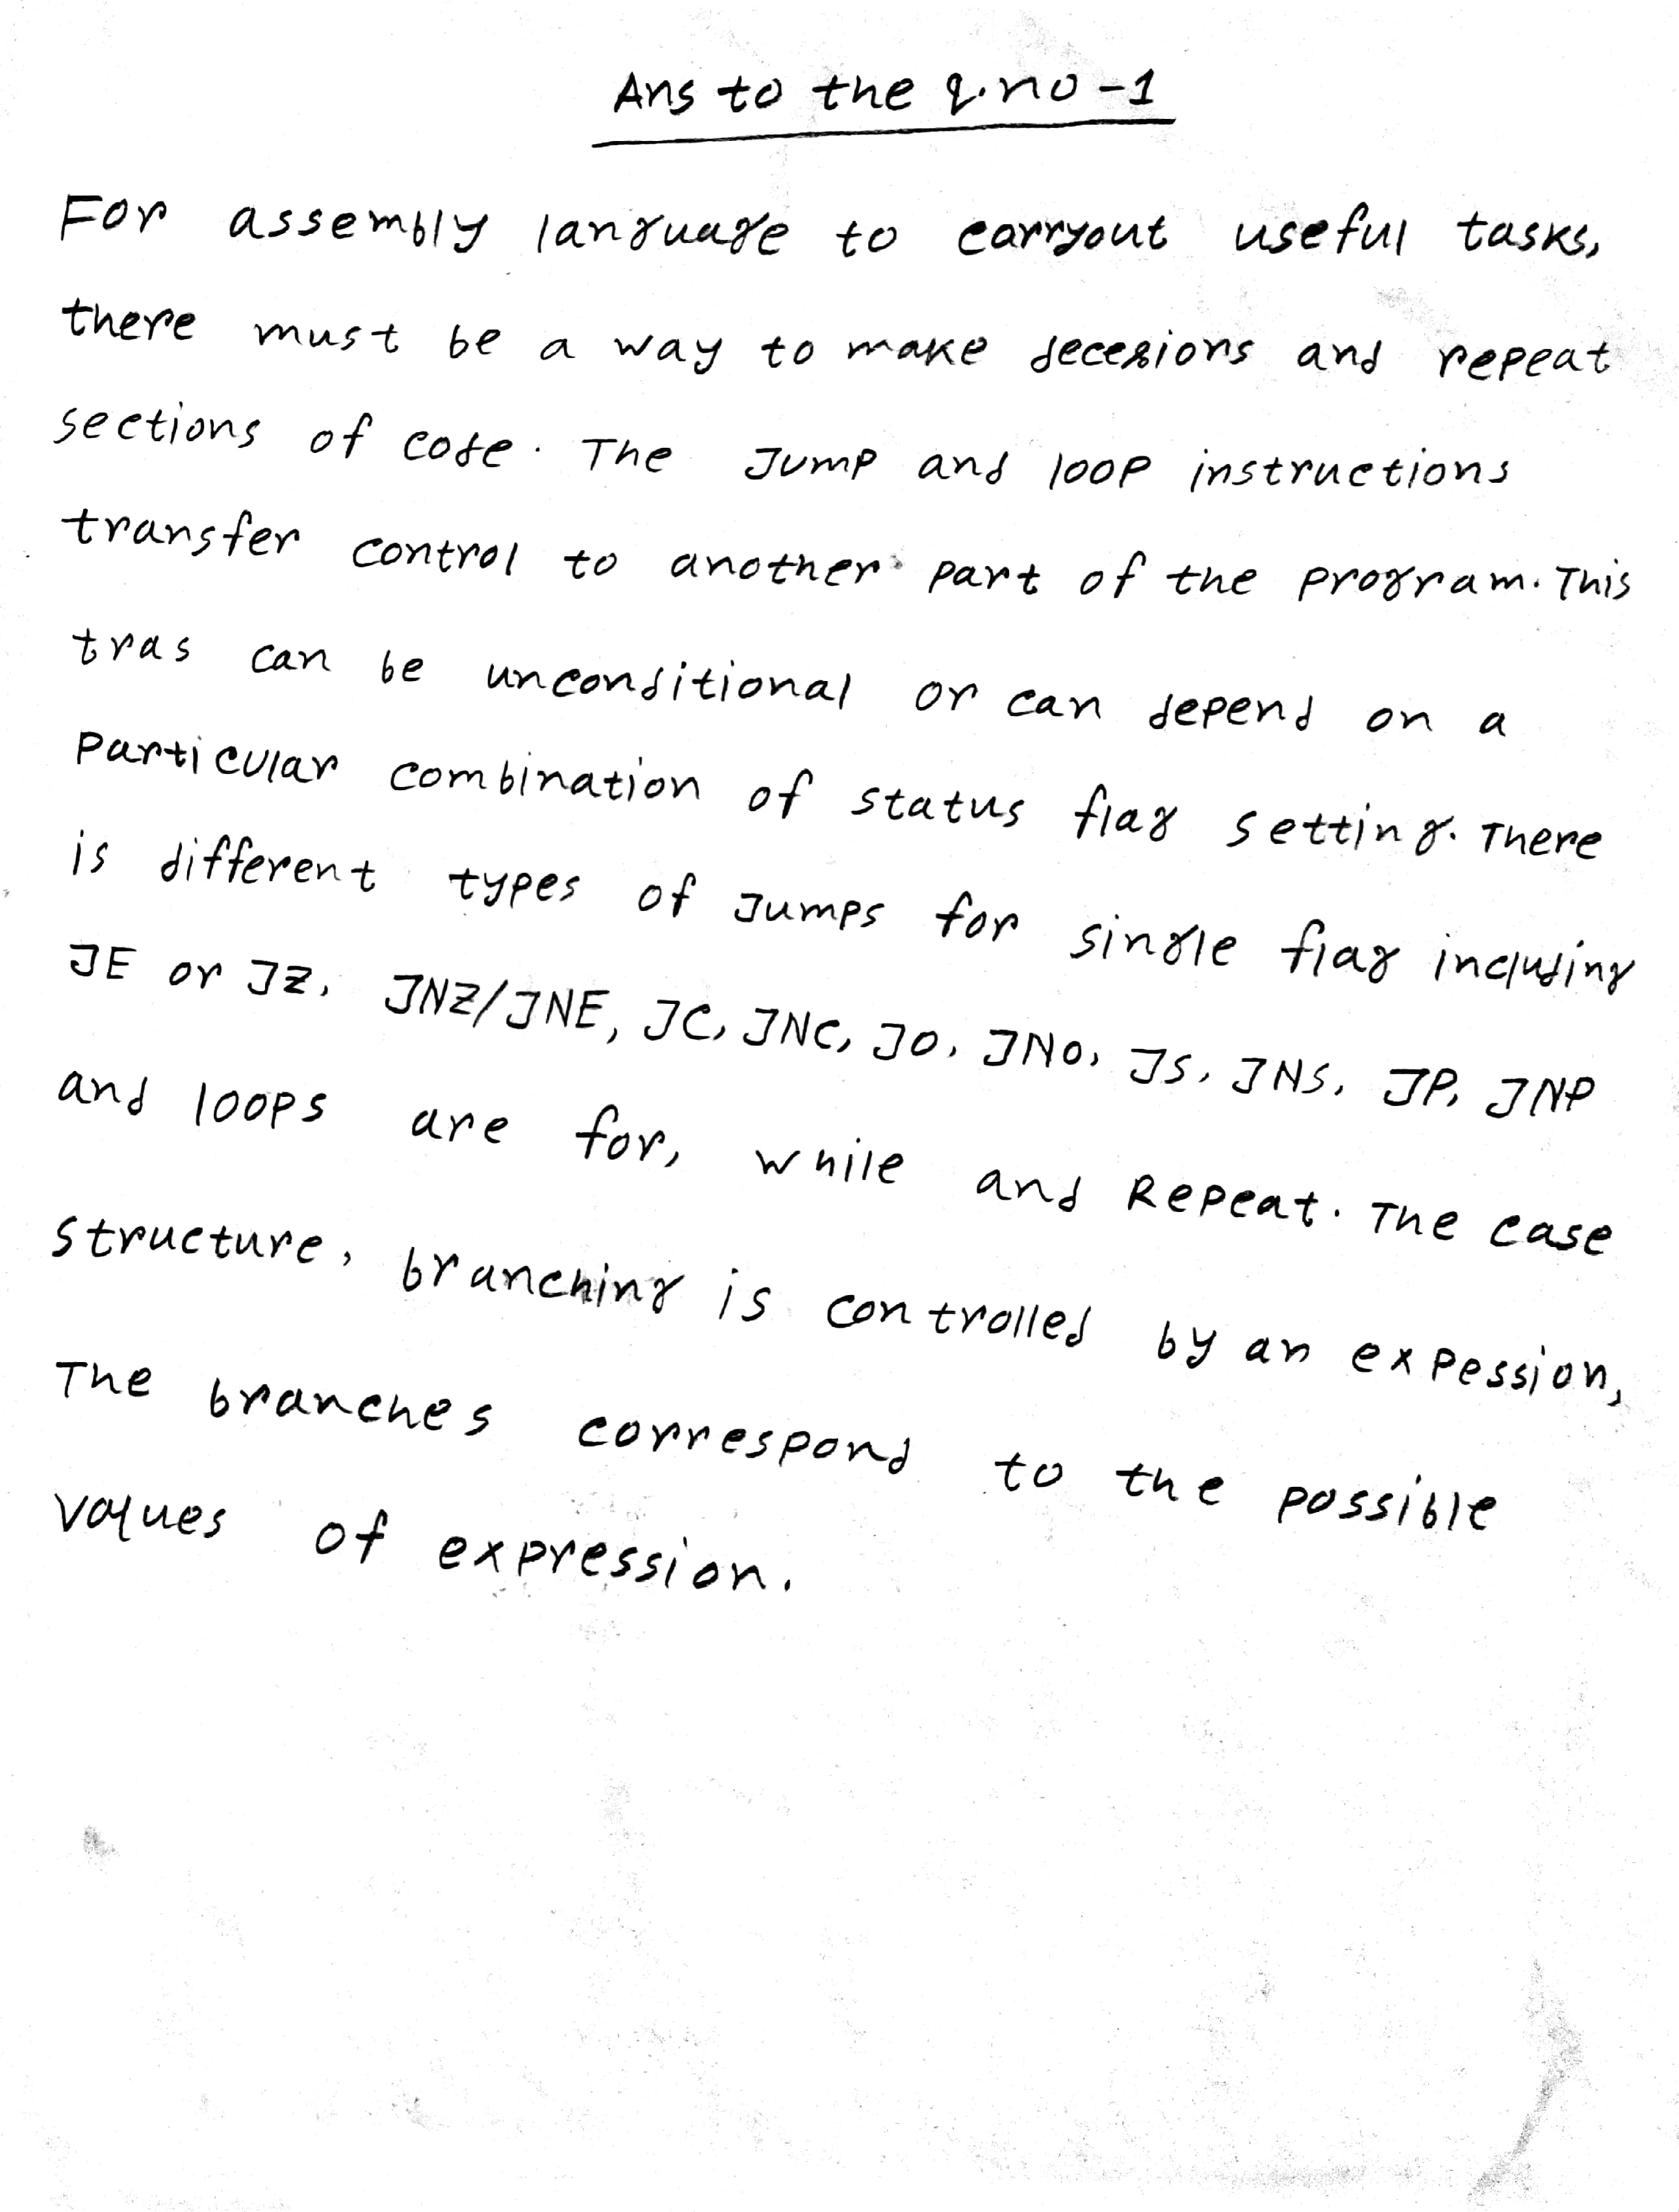 Ans to the q.no-1
For assembly language to carryout useful tasks,
there must be a way to make decesions and repeat
sections of code. The Jump and loop instructions
transfer control to another part of the program. This
tras can be unconditional or can depend on a
particular combination of status flag setting. There
is different types of Jumps for single flag including
JE or JZ, JNZ/JNE, JC, JNC, JO, JNO, JS, JNS, JP, JNP
and loops are for, while and Repeat. The case
structure, branching is controlled by an expession,
The branches correspond to the possible
values of expression.